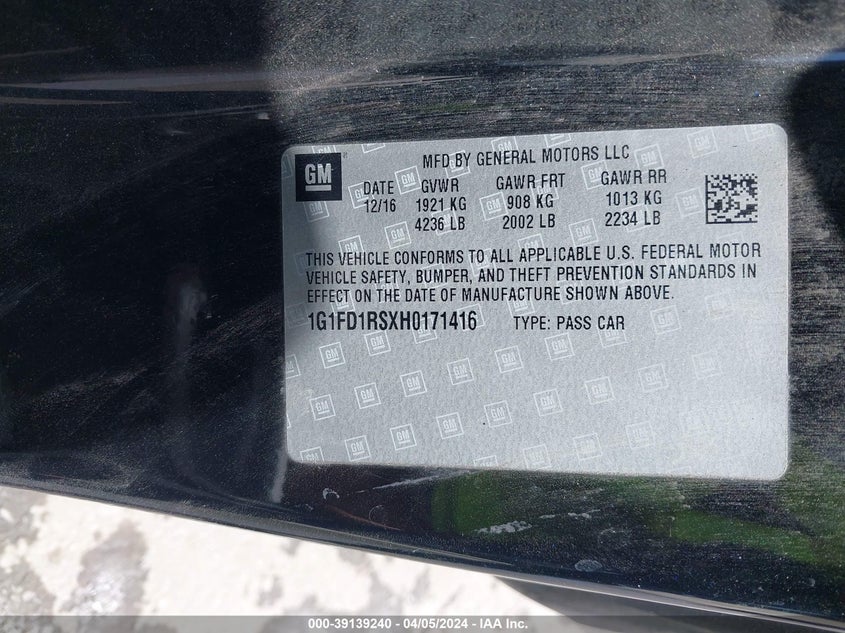 GM
MFD BY GENERAL MOTORS LLC
DATE GVWR GAWR FRT GAWR RR
12/16 1921 KG 908 KG 1013 KG
4236 LB 2002 LB 2234 LB
THIS VEHICLE CONFORMS TO ALL APPLICABLE U.S. FEDERAL MOTOR
VEHICLE SAFETY, BUMPER, AND THEFT PREVENTION STANDARDS IN
EFFECT ON THE DATE OF MANUFACTURE SHOWN ABOVE.
1G1FD1RSXH0171416 TYPE: PASS CAR
000-39139240 - 04/05/2024 - IAA Inc.